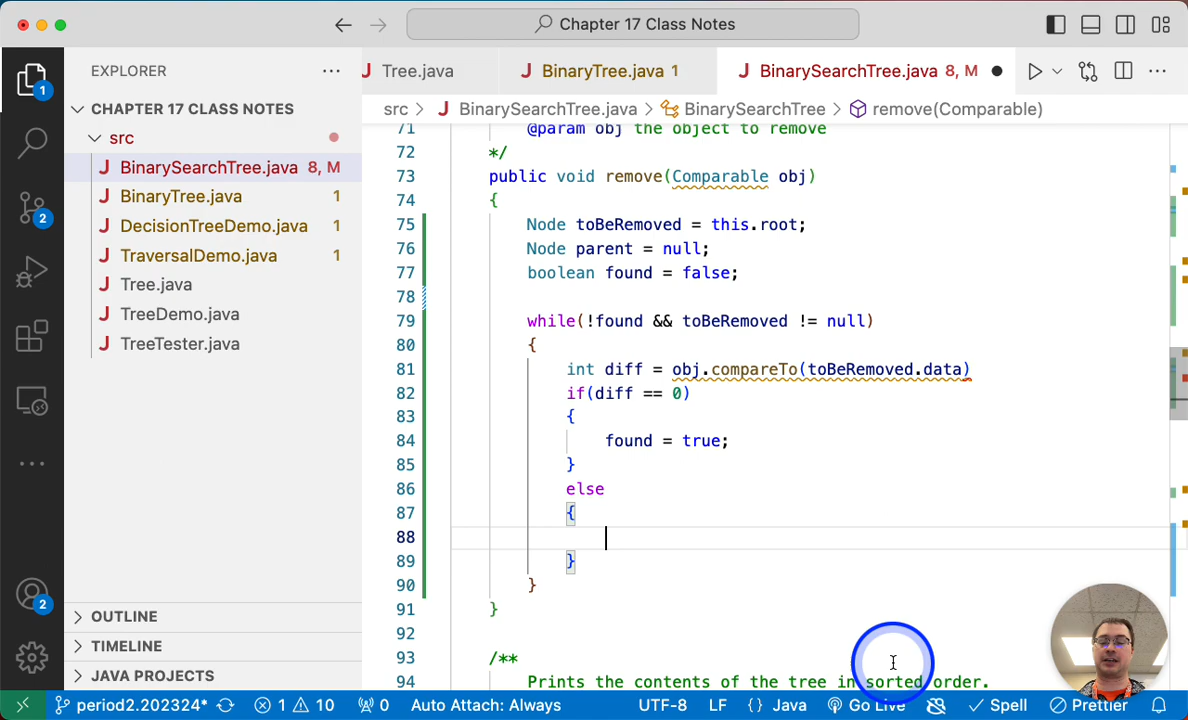 Chapter 17 Class Notes
EXPLORER
Tree.java
BinaryTree.java 1
BinarySearchTree.java 8, M
CHAPTER 17 CLASS NOTES
src
BinarySearchTree.java 8, M
BinaryTree.java 1
DecisionTreeDemo.java 1
TraversalDemo.java 1
Tree.java
TreeDemo.java
TreeTester.java
OUTLINE
TIMELINE
JAVA PROJECTS
1
2
2
src > BinarySearchTree.java > BinarySearchTree > remove(Comparable)
71 @param obj the object to remove
72 */
73 public void remove(Comparable obj)
74 {
75 Node toBeRemoved = this.root;
76 Node parent = null;
77 boolean found = false;
78
79 while(!found && toBeRemoved != null)
80 {
81 int diff = obj.compareTo(toBeRemoved.data)
82 if(diff == 0)
83 {
84 found = true;
85 }
86 else
87 {
88
89 }
90 }
91 }
92
93 /**
94 Prints the contents of the tree in sorted order.
period2.202324* 1 10 0 Auto Attach: Always UTF-8 LF {} Java Go Live Spell Prettier